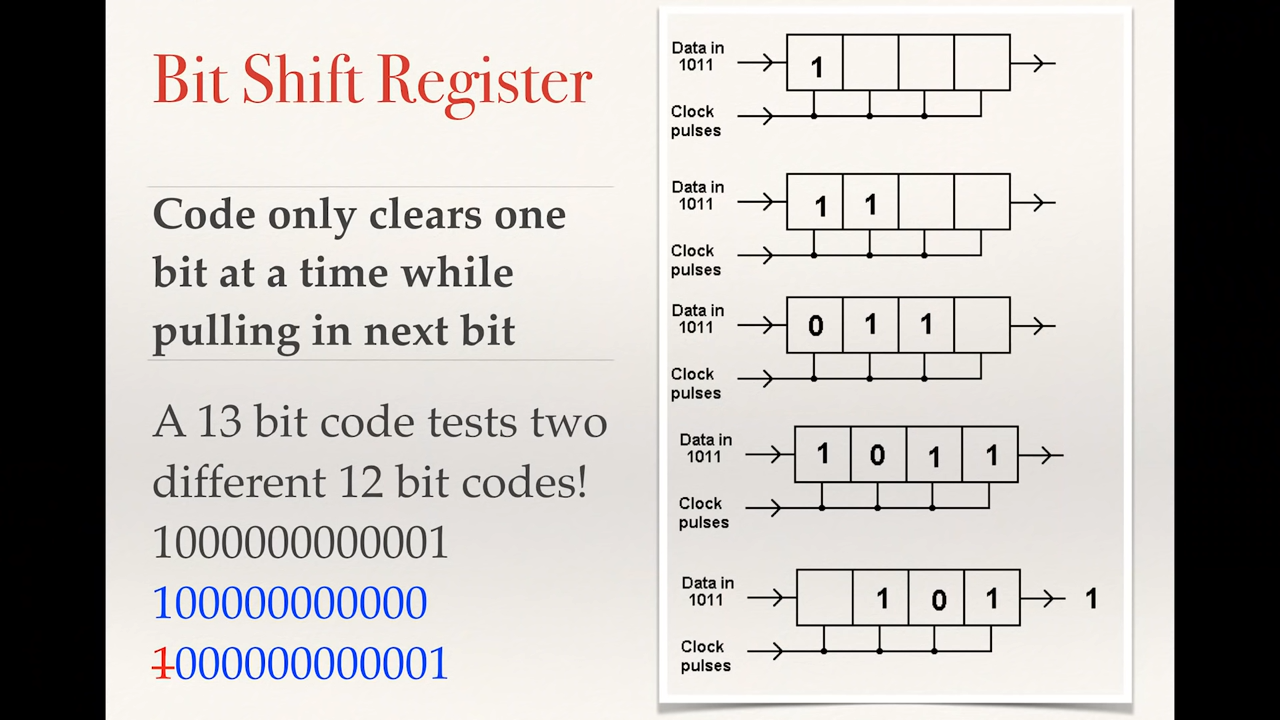 Bit Shift Register
Code only clears one
bit at a time while
pulling in next bit
A 13 bit code tests two
different 12 bit codes!
1000000000001
100000000000
1000000000001
Data in
1011
1
Clock
pulses
Data in
1011
1 1
Clock
pulses
Data in
1011
0 1 1
Clock
pulses
Data in
1011
1 0 1 1
Clock
pulses
Data in
1011
1 0 1 1
Clock
pulses